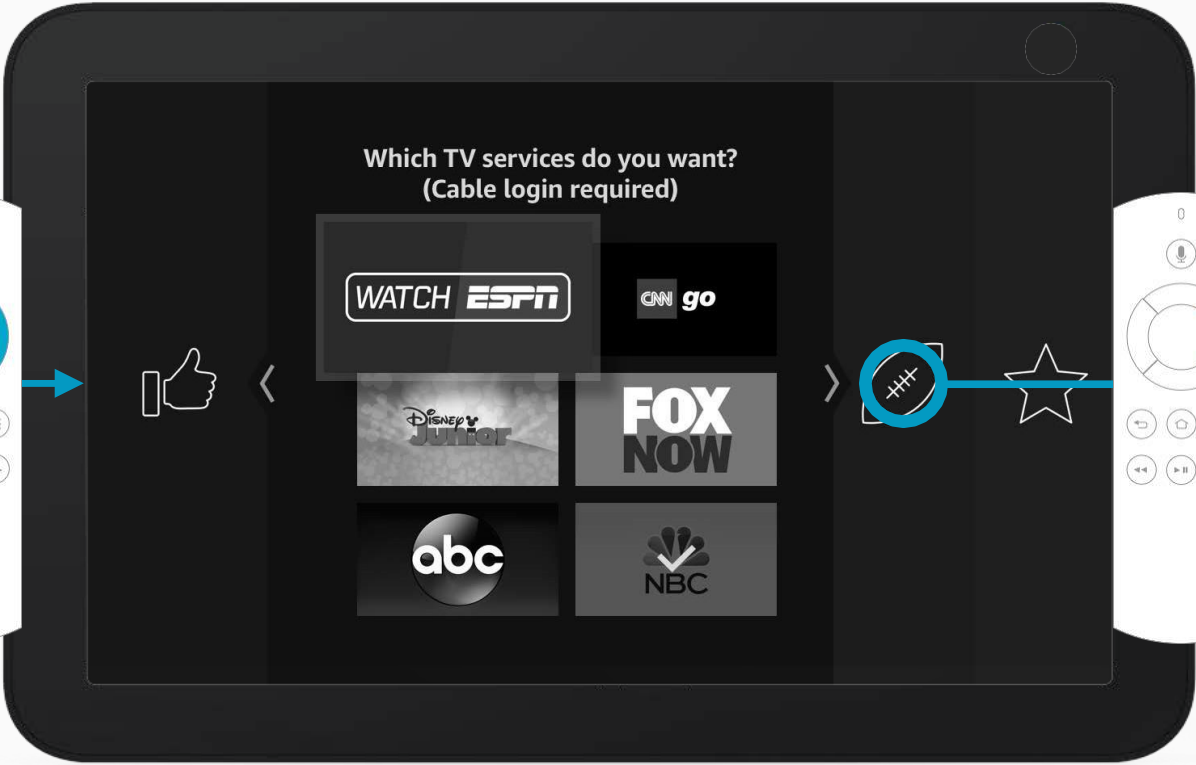 Which TV services do you want?
(Cable login required)
WATCH ESPN
CNN go
Disney Junior
FOX
NOW
abc
NBC